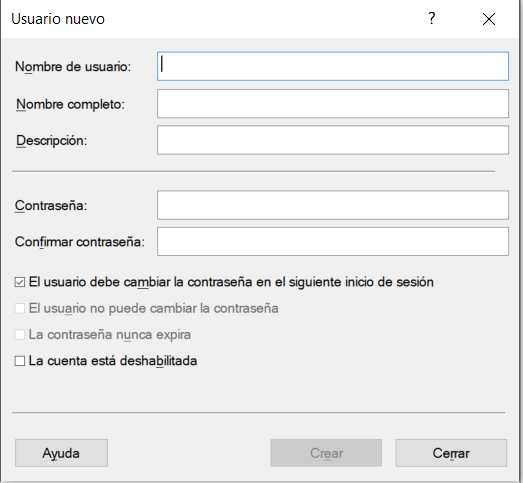 Usuario nuevo ?
Nombre de usuario:
Nombre completo:
Descripción:
Contraseña:
Confirmar contraseña:
El usuario debe cambiar la contraseña en el siguiente inicio de sesión
El usuario no puede cambiar la contraseña
La contraseña nunca expira
La cuenta está deshabilitada
Ayuda Crear Cerrar